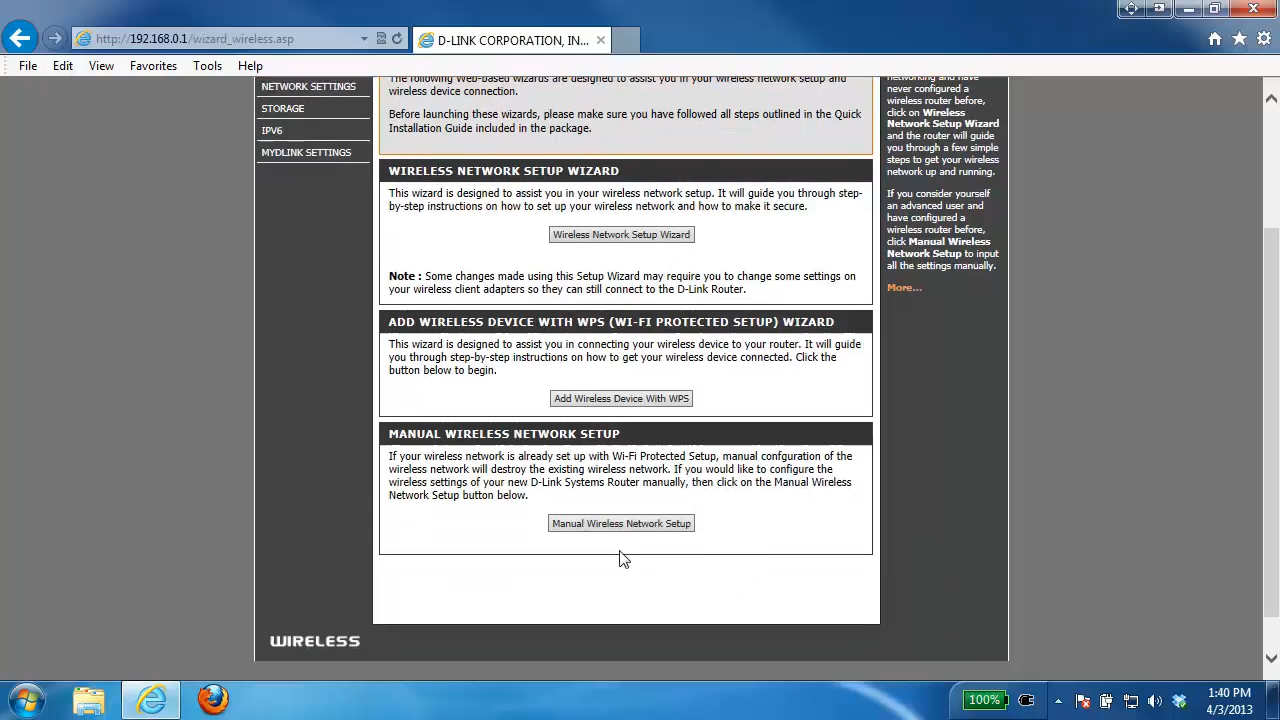 http://192.168.0.1/wizard_wireless.asp
D-LINK CORPORATION, IN...
File Edit View Favorites Tools Help
NETWORK SETTINGS
STORAGE
IPV6
MYDLINK SETTINGS
The following Web-based wizards are designed to assist you in your wireless network setup and
wireless device connection.
Before launching these wizards, please make sure you have followed all steps outlined in the Quick
Installation Guide included in the package.
WIRELESS NETWORK SETUP WIZARD
This wizard is designed to assist you in your wireless network setup. It will guide you through step-
by-step instructions on how to set up your wireless network and how to make it secure.
Wireless Network Setup Wizard
Note : Some changes made using this Setup Wizard may require you to change some settings on
your wireless client adapters so they can still connect to the D-Link Router.
ADD WIRELESS DEVICE WITH WPS (WI-FI PROTECTED SETUP) WIZARD
This wizard is designed to assist you in connecting your wireless device to your router. It will guide
you through step-by-step instructions on how to get your wireless device connected. Click the
button below to begin.
Add Wireless Device With WPS
MANUAL WIRELESS NETWORK SETUP
If your wireless network is already set up with Wi-Fi Protected Setup, manual confguration of the
wireless network will destroy the existing wireless network. If you would like to configure the
wireless settings of your new D-Link Systems Router manually, then click on the Manual Wireless
Network Setup button below.
Manual Wireless Network Setup
networking and have
never configured a
wireless router before,
click on Wireless
Network Setup Wizard
and the router will guide
you through a few simple
steps to get your wireless
network up and running.
If you consider yourself
an advanced user and
have configured a
wireless router before,
click Manual Wireless
Network Setup to input
all the settings manually.
More...
WIRELESS
100%
1:40 PM
4/3/2013